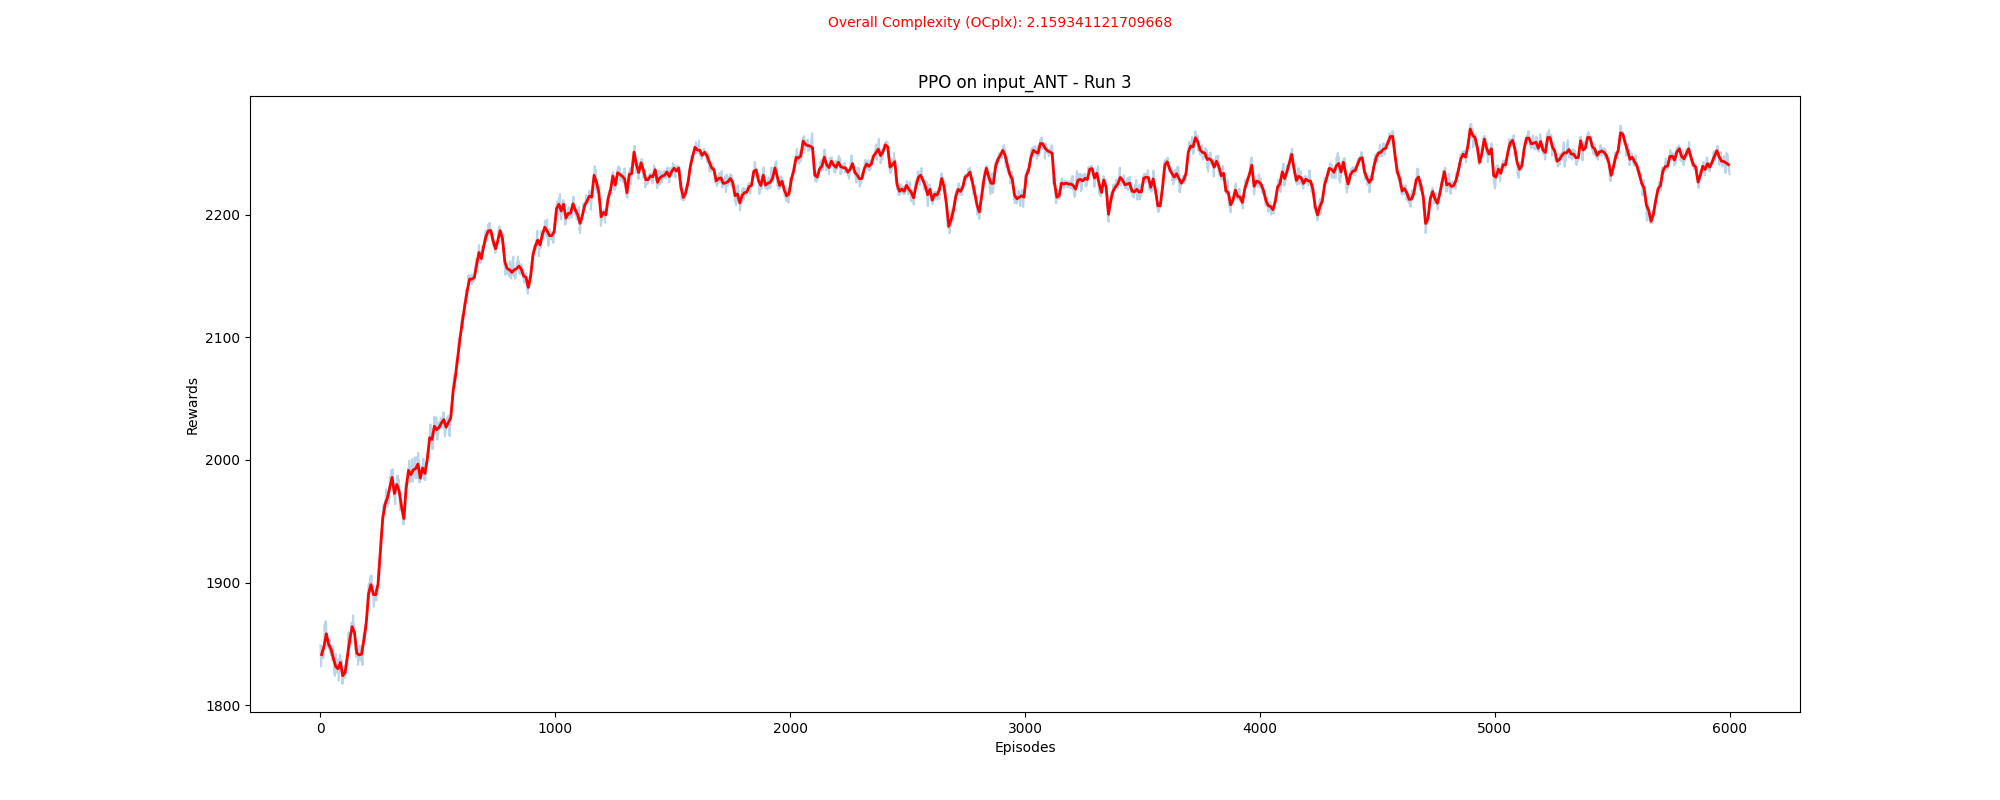 Overall Complexity (OCplx): 2.159341121709668
PPO on input_ANT - Run 3
Rewards
2200
2100
2000
1900
1800
0 1000 2000 3000 4000 5000 6000
Episodes